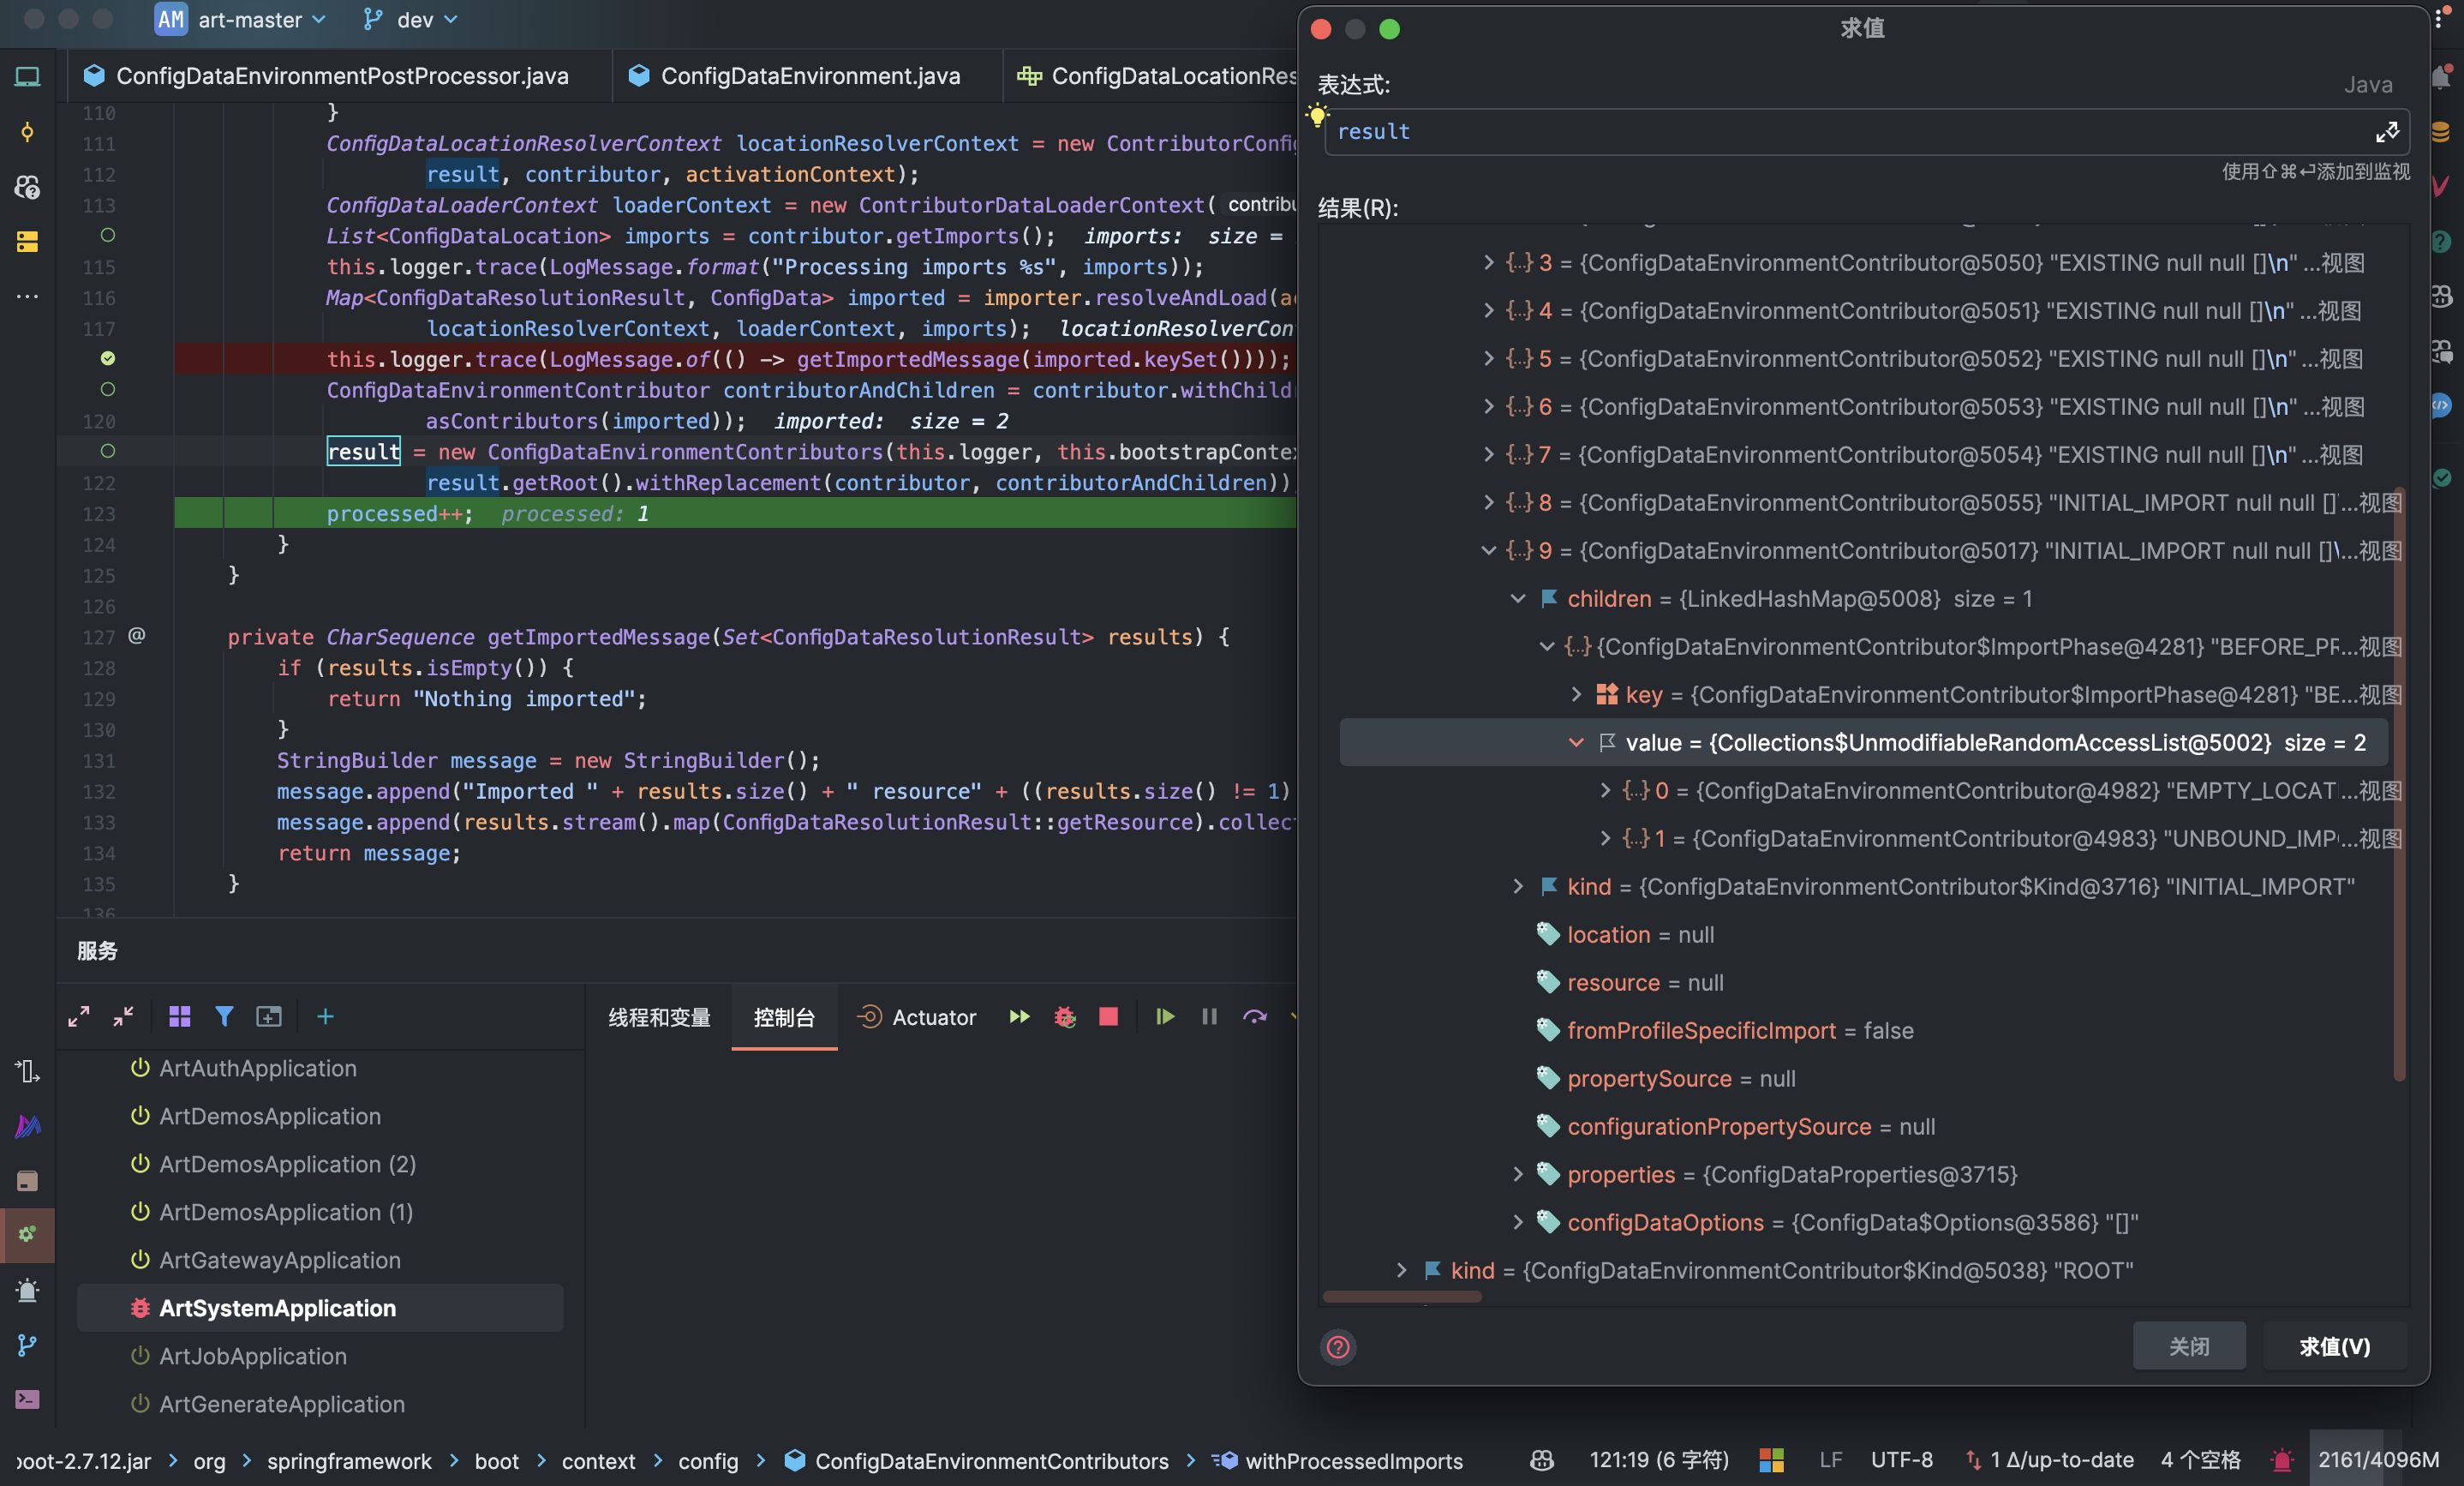 AM art-master dev
ConfigDataEnvironmentPostProcessor.java
ConfigDataEnvironment.java
ConfigDataLocationRes
110 }
111 ConfigDataLocationResolverContext locationResolverContext = new ContributorConfig
112 result, contributor, activationContext);
113 ConfigDataLoaderContext loaderContext = new ContributorDataLoaderContext( contribu
List<ConfigDataLocation> imports = contributor.getImports(); imports: size =
115 this.logger.trace(LogMessage.format("Processing imports %s", imports));
116 Map<ConfigDataResolutionResult, ConfigData> imported = importer.resolveAndLoad(a
117 locationResolverContext, loaderContext, imports); locationResolverCon
this.logger.trace(LogMessage.of(() -> getImportedMessage(imported.keySet())));
ConfigDataEnvironmentContributor contributorAndChildren = contributor.withChild
120 asContributors(imported)); imported: size = 2
result = new ConfigDataEnvironmentContributors(this.logger, this.bootstrapConte
122 result.getRoot().withReplacement(contributor, contributorAndChildren))
123 processed++; processed: 1
124 }
125 }
126
127 @ private CharSequence getImportedMessage(Set<ConfigDataResolutionResult> results) {
128 if (results.isEmpty()) {
129 return "Nothing imported";
130 }
131 StringBuilder message = new StringBuilder();
132 message.append("Imported " + results.size() + " resource" + ((results.size() != 1)
133 message.append(results.stream().map(ConfigDataResolutionResult::getResource).collec
134 return message;
135 }
136
服务
线程和变量
控制台
Actuator
ArtAuthApplication
ArtDemosApplication
ArtDemosApplication (2)
ArtDemosApplication (1)
ArtGatewayApplication
ArtSystemApplication
ArtJobApplication
ArtGenerateApplication
求值
表达式:
Java
result
使用⇧⌘↩添加到监视
结果(R):
3 = {ConfigDataEnvironmentContributor@5050} "EXISTING null null []\n" ...视图
4 = {ConfigDataEnvironmentContributor@5051} "EXISTING null null []\n" ...视图
5 = {ConfigDataEnvironmentContributor@5052} "EXISTING null null []\n" ...视图
6 = {ConfigDataEnvironmentContributor@5053} "EXISTING null null []\n" ...视图
7 = {ConfigDataEnvironmentContributor@5054} "EXISTING null null []\n" ...视图
8 = {ConfigDataEnvironmentContributor@5055} "INITIAL_IMPORT null null []'...视图
9 = {ConfigDataEnvironmentContributor@5017} "INITIAL_IMPORT null null []\...视图
children = {LinkedHashMap@5008} size = 1
{ConfigDataEnvironmentContributor$ImportPhase@4281} "BEFORE_PR...视图
key = {ConfigDataEnvironmentContributor$ImportPhase@4281} "BE...视图
value = {Collections$UnmodifiableRandomAccessList@5002} size = 2
0 = {ConfigDataEnvironmentContributor@4982} "EMPTY_LOCAT...视图
1 = {ConfigDataEnvironmentContributor@4983} "UNBOUND_IMP...视图
kind = {ConfigDataEnvironmentContributor$Kind@3716} "INITIAL_IMPORT"
location = null
resource = null
fromProfileSpecificImport = false
propertySource = null
configurationPropertySource = null
properties = {ConfigDataProperties@3715}
configDataOptions = {ConfigData$Options@3586} "[]"
kind = {ConfigDataEnvironmentContributor$Kind@5038} "ROOT"
关闭
求值(V)
oot-2.7.12.jar > org > springframework > boot > context > config > ConfigDataEnvironmentContributors > withProcessedImports
121:19 (6 字符) LF UTF-8 1 Δ/up-to-date 4 个空格 2161/4096M